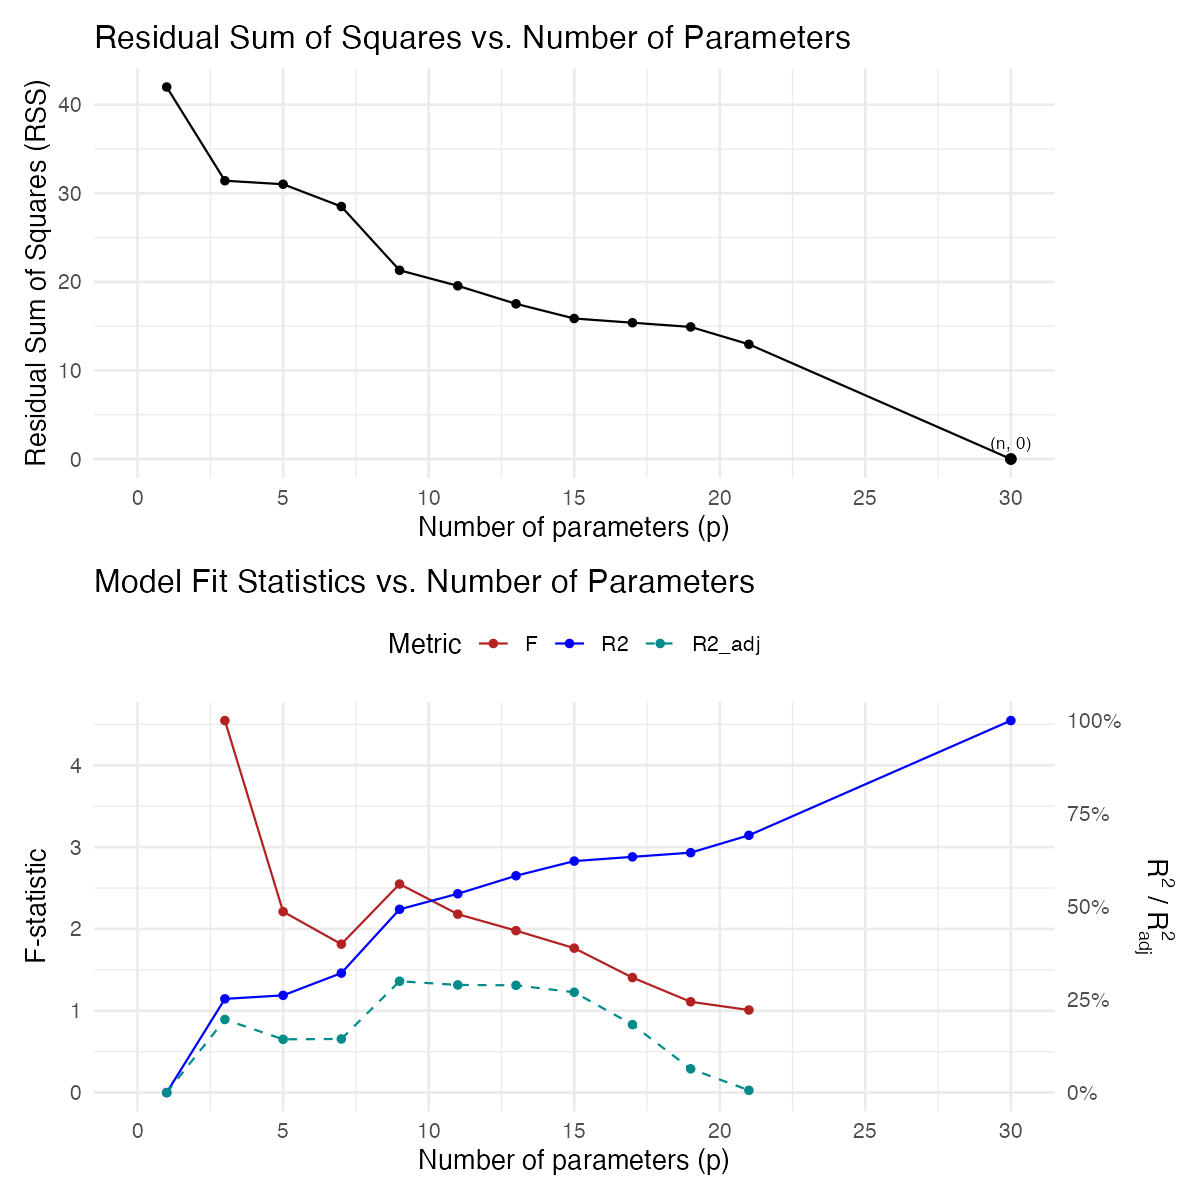 Residual Sum of Squares vs. Number of Parameters
Residual Sum of Squares (RSS)
40
30
20
10
0
(n, 0)
0 5 10 15 20 25 30
Number of parameters (p)
Model Fit Statistics vs. Number of Parameters
Metric F R2 R2_adj
F-statistic
4
3
2
1
0
100%
75%
50%
25%
0%
R² / R²adj
0 5 10 15 20 25 30
Number of parameters (p)